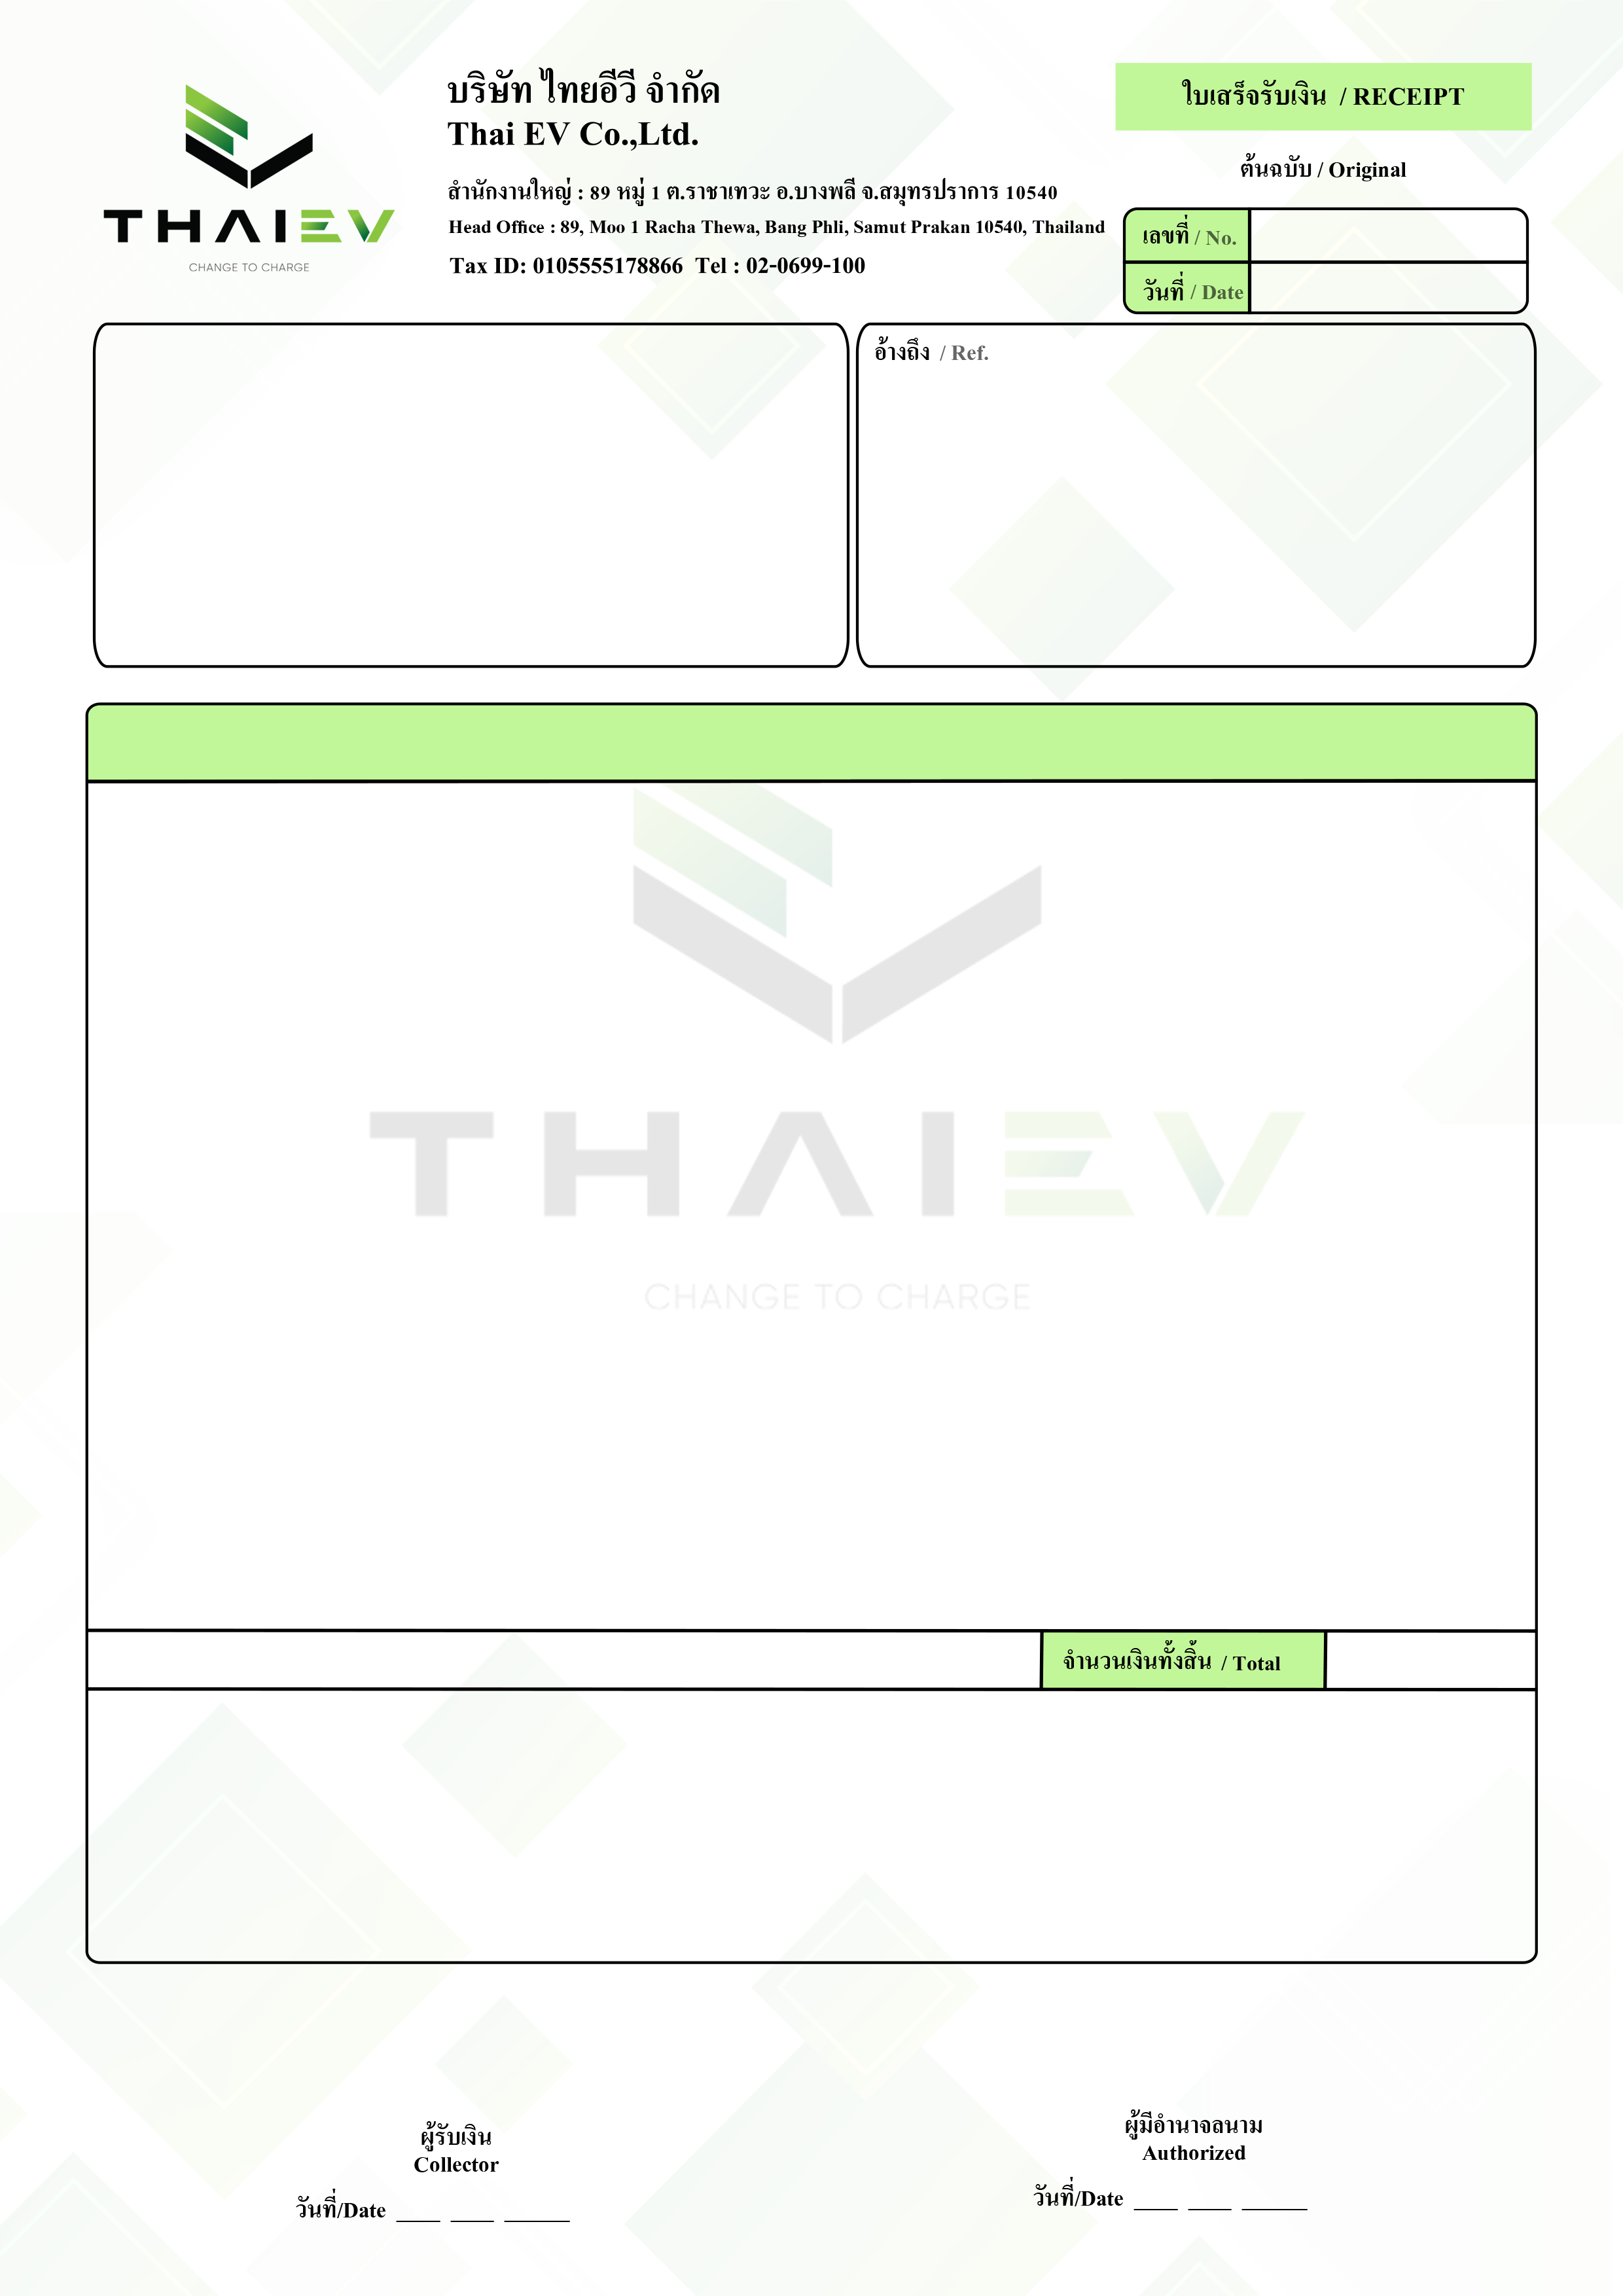 THAIEV
CHANGE TO CHARGE
บริษัท ไทยอีวี จำกัด
Thai EV Co.,Ltd.
สำนักงานใหญ่ : 89 หมู่ 1 ต.ราชาเทวะ อ.บางพลี จ.สมุทรปราการ 10540
Head Office : 89, Moo 1 Racha Thewa, Bang Phli, Samut Prakan 10540, Thailand
Tax ID: 0105555178866 Tel : 02-0699-100
ใบเสร็จรับเงิน / RECEIPT
ต้นฉบับ / Original
เลขที่ / No.
วันที่ / Date
อ้างถึง / Ref.
THAIEV
CHANGE TO CHARGE
จำนวนเงินทั้งสิ้น / Total
ผู้รับเงิน
Collector
วันที่/Date ____ ____ ______
ผู้มีอำนาจลนาม
Authorized
วันที่/Date ____ ____ ______